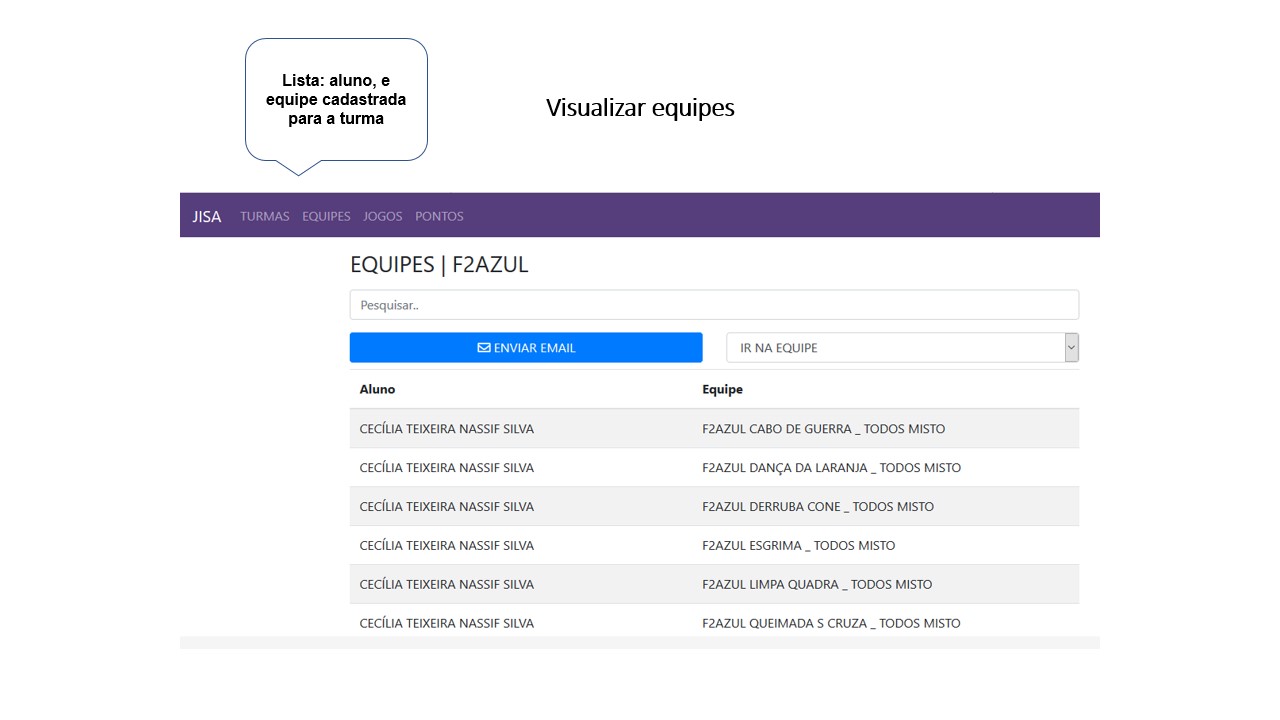 Lista: aluno, e
equipe cadastrada
para a turma
Visualizar equipes
JISA TURMAS EQUIPES JOGOS PONTOS
EQUIPES | F2AZUL
Pesquisar..
ENVIAR EMAIL IR NA EQUIPE
Aluno Equipe
CECÍLIA TEIXEIRA NASSIF SILVA F2AZUL CABO DE GUERRA _ TODOS MISTO
CECÍLIA TEIXEIRA NASSIF SILVA F2AZUL DANÇA DA LARANJA _ TODOS MISTO
CECÍLIA TEIXEIRA NASSIF SILVA F2AZUL DERRUBA CONE _ TODOS MISTO
CECÍLIA TEIXEIRA NASSIF SILVA F2AZUL ESGRIMA _ TODOS MISTO
CECÍLIA TEIXEIRA NASSIF SILVA F2AZUL LIMPA QUADRA _ TODOS MISTO
CECÍLIA TEIXEIRA NASSIF SILVA F2AZUL QUEIMADA S CRUZA _ TODOS MISTO